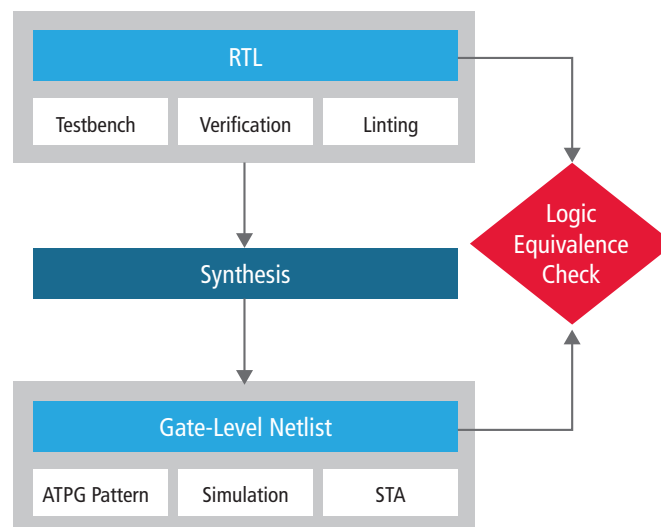 RTL
Testbench
Verification
Linting
Logic
Equivalence
Check
Synthesis
Gate-Level Netlist
ATPG Pattern
Simulation
STA